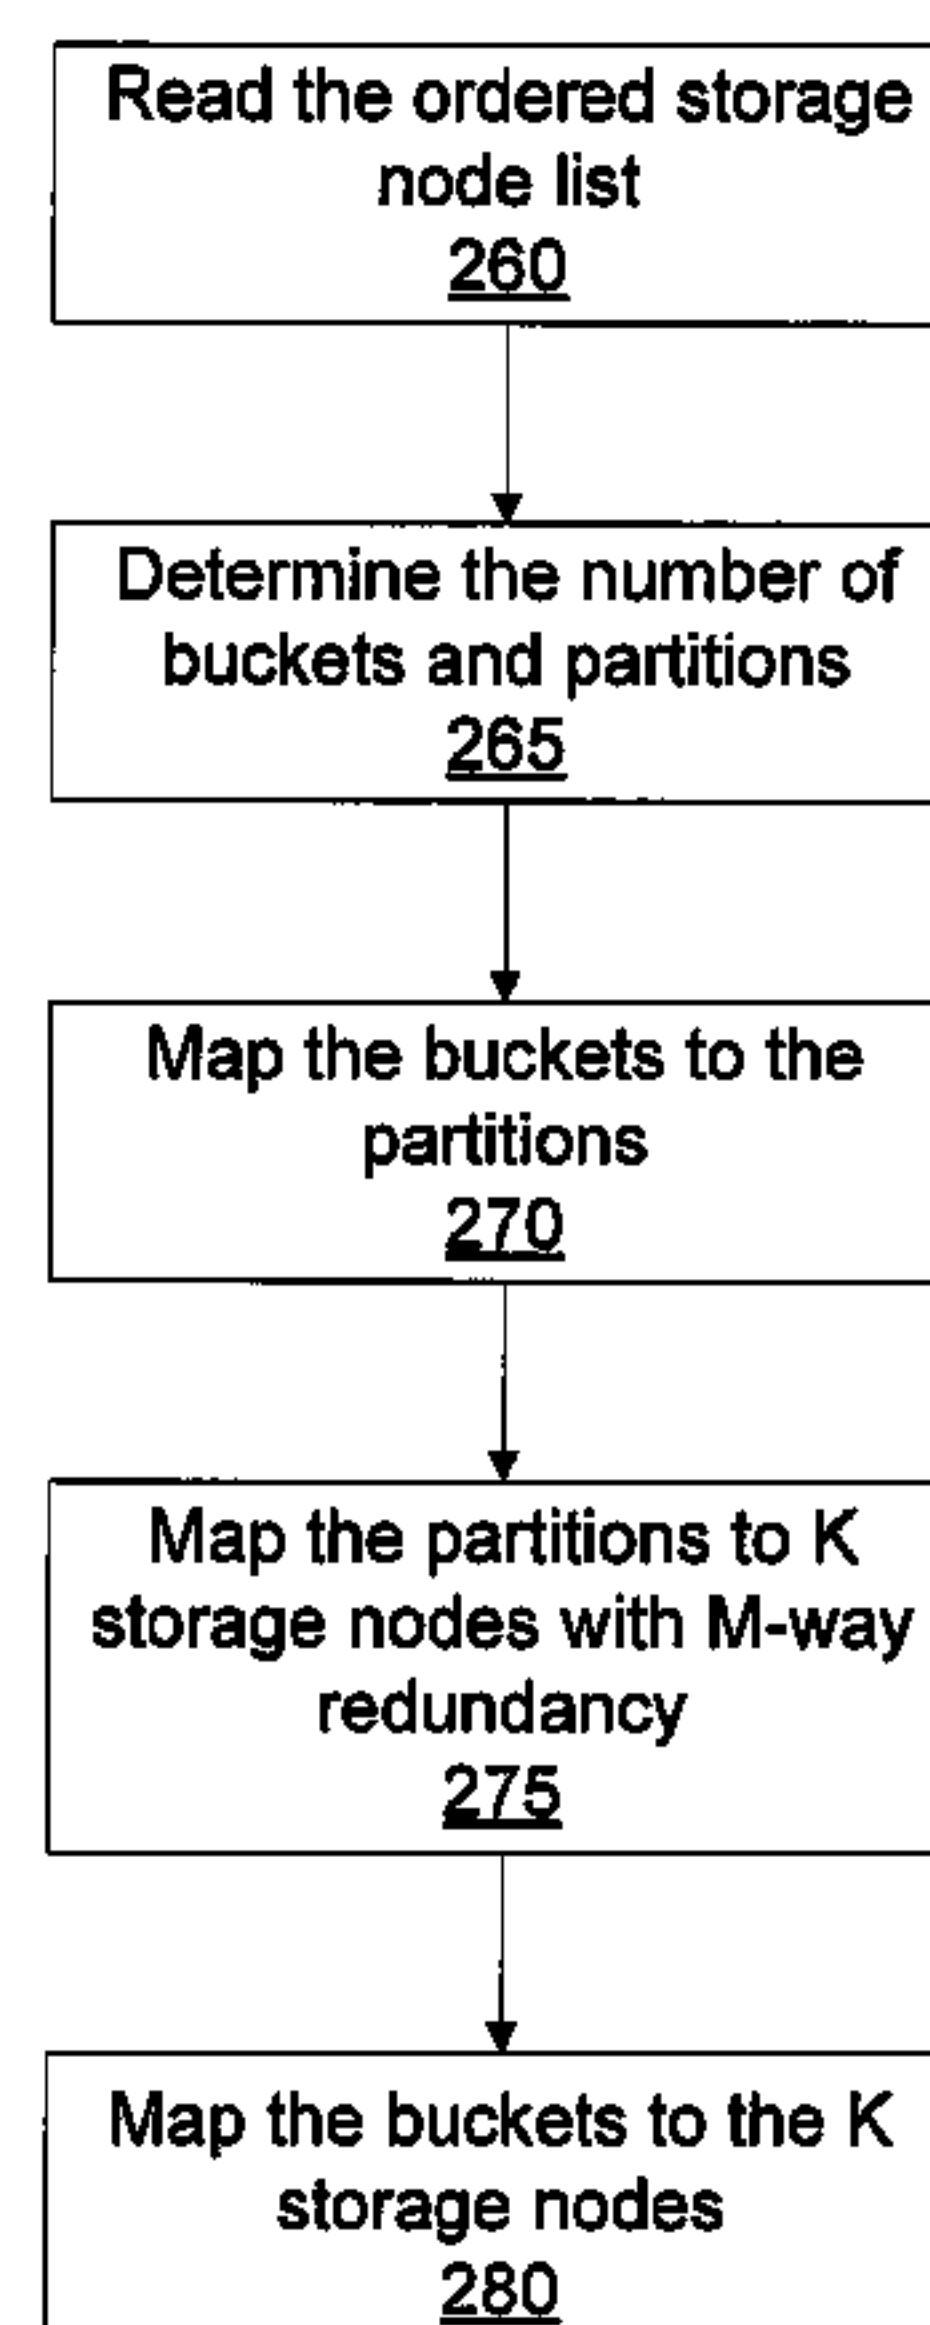 Read the ordered storage
node list
260
Determine the number of
buckets and partitions
265
Map the buckets to the
partitions
270
Map the partitions to K
storage nodes with M-way
redundancy
275
Map the buckets to the K
storage nodes
280